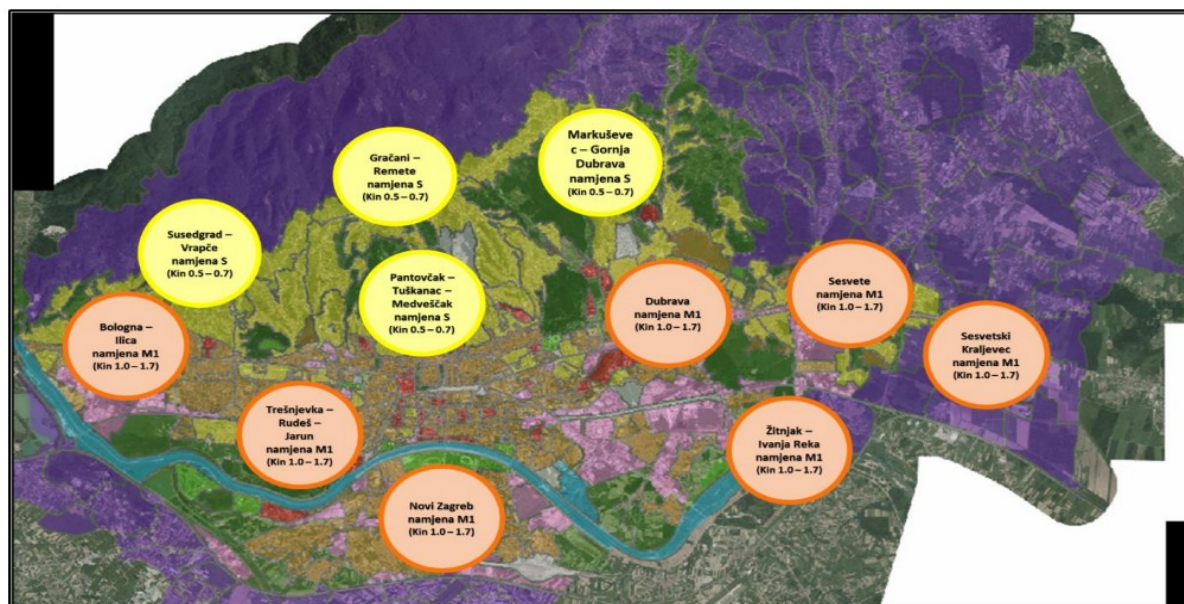 Markuševe
c – Gornja
Dubrava
namjena S
(Kin 0.5 – 0.7)
Gračani –
Remete
namjena S
(Kin 0.5 – 0.7)
Susedgrad –
Vrapče
namjena S
(Kin 0.5 – 0.7)
Pantovčak –
Tuškanac –
Medveščak
namjena S
(Kin 0.5 – 0.7)
Bologna –
Ilica
namjena M1
(Kin 1.0 – 1.7)
Dubrava
namjena M1
(Kin 1.0 – 1.7)
Sesvete
namjena M1
(Kin 1.0 – 1.7)
Sesvetski
Kraljevec
namjena M1
(Kin 1.0 – 1.7)
Trešnjevka –
Rudeš –
Jarun
namjena M1
(Kin 1.0 – 1.7)
Žitnjak –
Ivanja Reka
namjena M1
(Kin 1.0 – 1.7)
Novi Zagreb
namjena M1
(Kin 1.0 – 1.7)